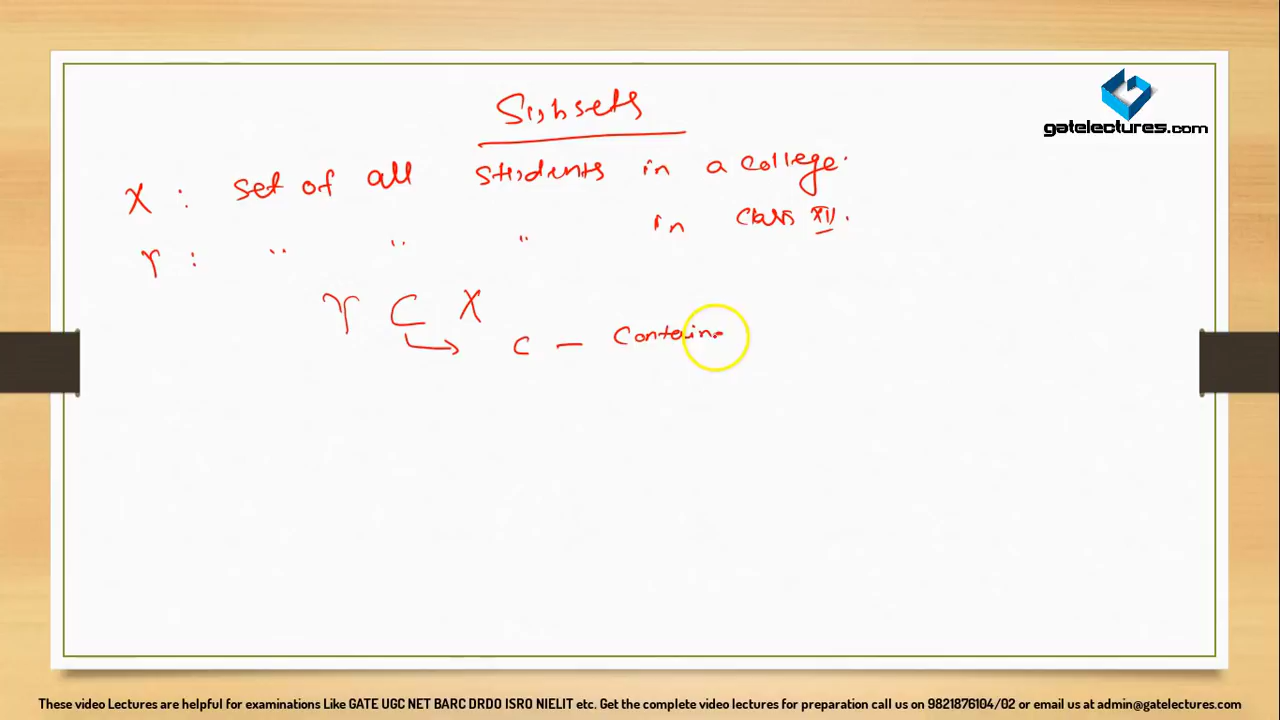 Subsets
gatelectures.com
X : set of all students in a college.
Y : " " " in class XII.
Y ⊂ X
⊂ — Contain
These video Lectures are helpful for examinations Like GATE UGC NET BARC DRDO ISRO NIELIT etc. Get the complete video lectures for preparation call us on 9821876104/02 or email us at admin@gatelectures.com